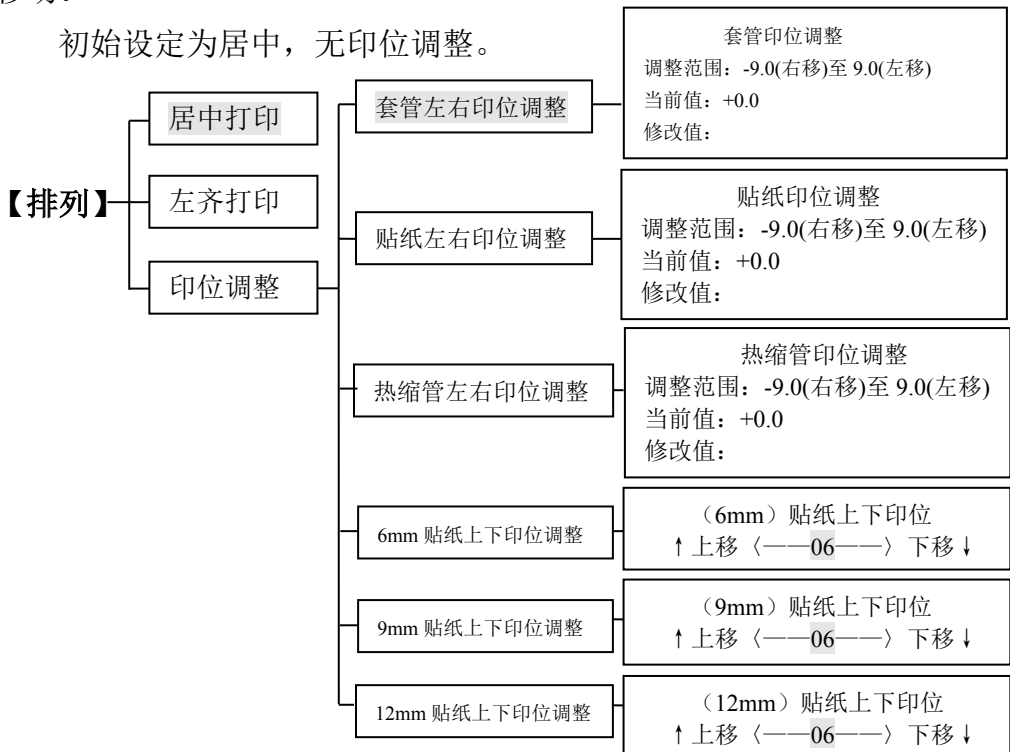 初始设定为居中，无印位调整。
【排列】
居中打印
左齐打印
印位调整
套管左右印位调整
套管印位调整
调整范围：-9.0(右移)至 9.0(左移)
当前值：+0.0
修改值：
贴纸左右印位调整
贴纸印位调整
调整范围：-9.0(右移)至 9.0(左移)
当前值：+0.0
修改值：
热缩管左右印位调整
热缩管印位调整
调整范围：-9.0(右移)至 9.0(左移)
当前值：+0.0
修改值：
6mm 贴纸上下印位调整
（6mm）贴纸上下印位
↑上移〈——06——〉下移↓
9mm 贴纸上下印位调整
（9mm）贴纸上下印位
↑上移〈——06——〉下移↓
12mm 贴纸上下印位调整
（12mm）贴纸上下印位
↑上移〈——06——〉下移↓